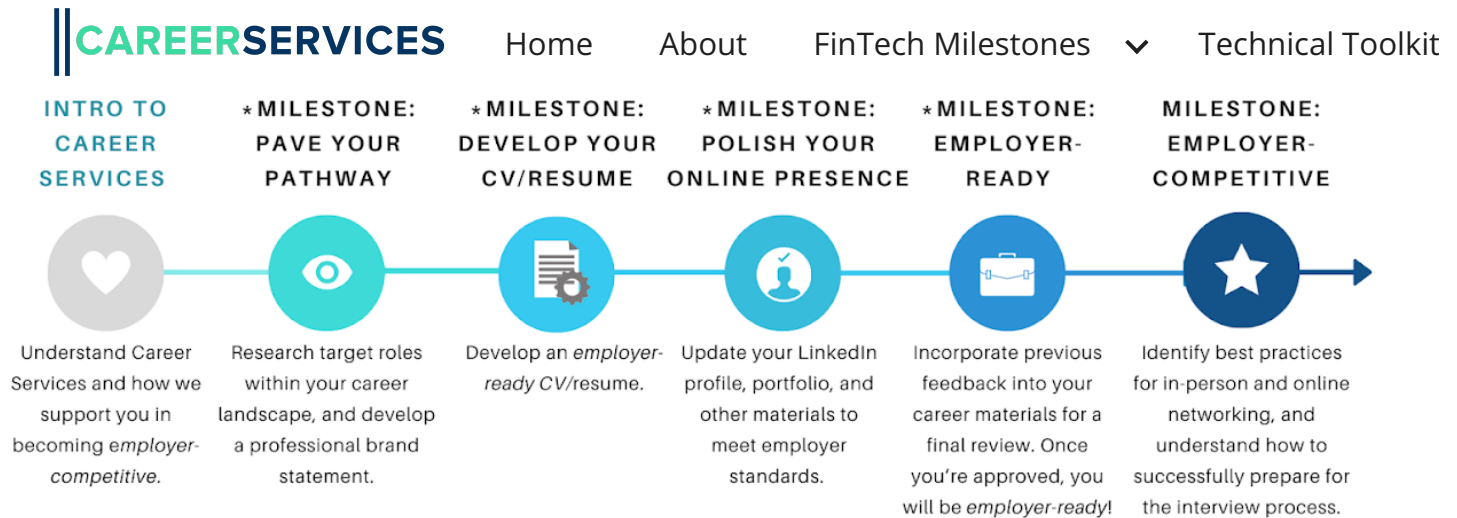 CAREERSERVICES
Home
About
FinTech Milestones
Technical Toolkit
INTRO TO
CAREER
SERVICES
*MILESTONE:
PAVE YOUR
PATHWAY
*MILESTONE:
DEVELOP YOUR
CV/RESUME
*MILESTONE:
POLISH YOUR
ONLINE PRESENCE
*MILESTONE:
EMPLOYER-
READY
MILESTONE:
EMPLOYER-
COMPETITIVE
Understand Career
Services and how we
support you in
becoming employer-
competitive.
Research target roles
within your career
landscape, and develop
a professional brand
statement.
Develop an employer-
ready CV/resume.
Update your LinkedIn
profile, portfolio, and
other materials to
meet employer
standards.
Incorporate previous
feedback into your
career materials for a
final review. Once
you’re approved, you
will be employer-ready!
Identify best practices
for in-person and online
networking, and
understand how to
successfully prepare for
the interview process.